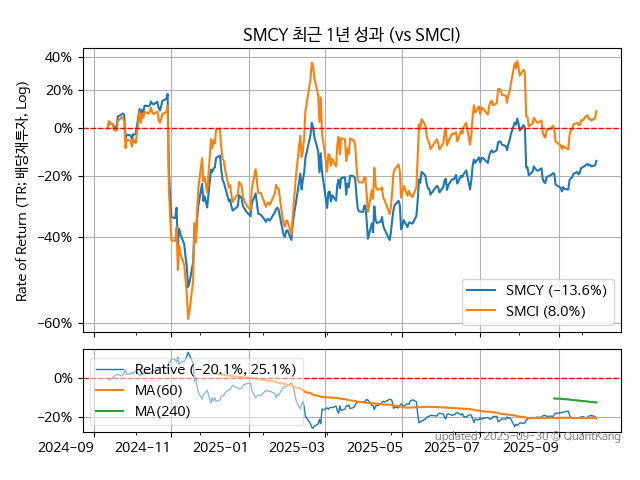 SMCY 최근 1년 성과 (vs SMCI)
Rate of Return (TR: 배당재투자, Log)
40%
20%
0%
−20%
−40%
−60%
SMCY (−13.6%)
SMCI (8.0%)
0%
−20%
Relative (−20.1%, 25.1%)
MA(60)
MA(240)
2024−09
2024−11
2025−01
2025−03
2025−05
2025−07
2025−09
updated: 2025-09-30 © QuantKang